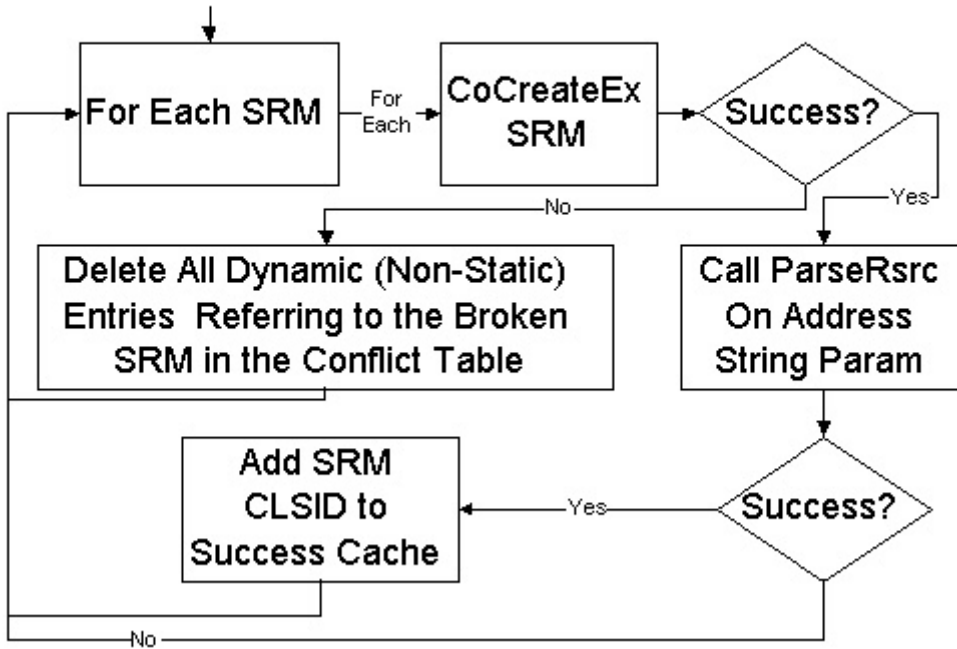 For Each SRM
For
Each
CoCreateEx
SRM
Success?
No
Yes
Delete All Dynamic (Non-Static)
Entries Referring to the Broken
SRM in the Conflict Table
Call ParseRsrc
On Address
String Param
Add SRM
CLSID to
Success Cache
Yes
Success?
No